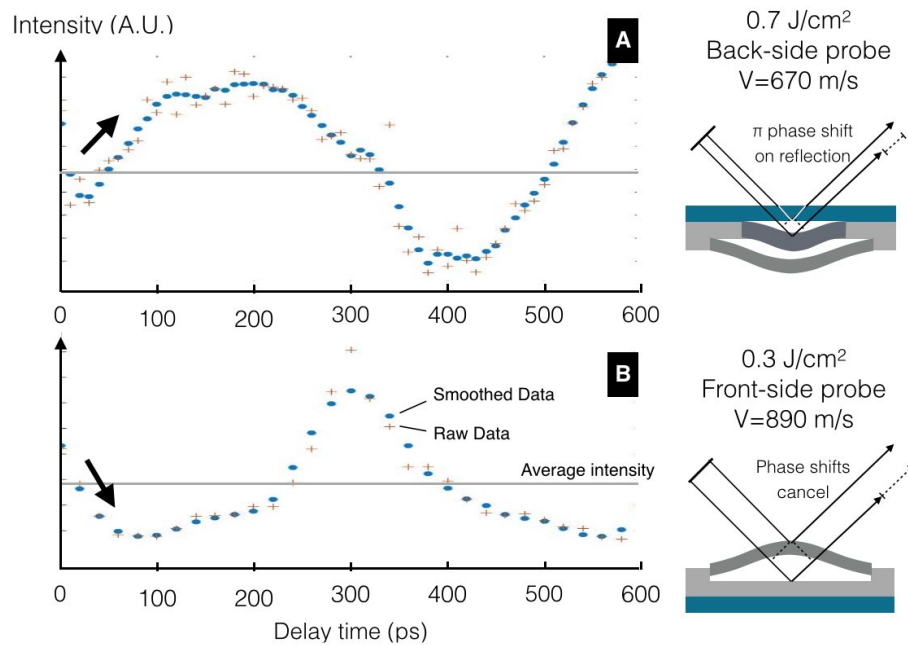 Intensity (A.U.)
A
0 100 200 300 400 500 600
0.7 J/cm²
Back-side probe
V=670 m/s
π phase shift
on reflection
B
Smoothed Data
Raw Data
Average intensity
0 100 200 300 400 500 600
Delay time (ps)
0.3 J/cm²
Front-side probe
V=890 m/s
Phase shifts
cancel